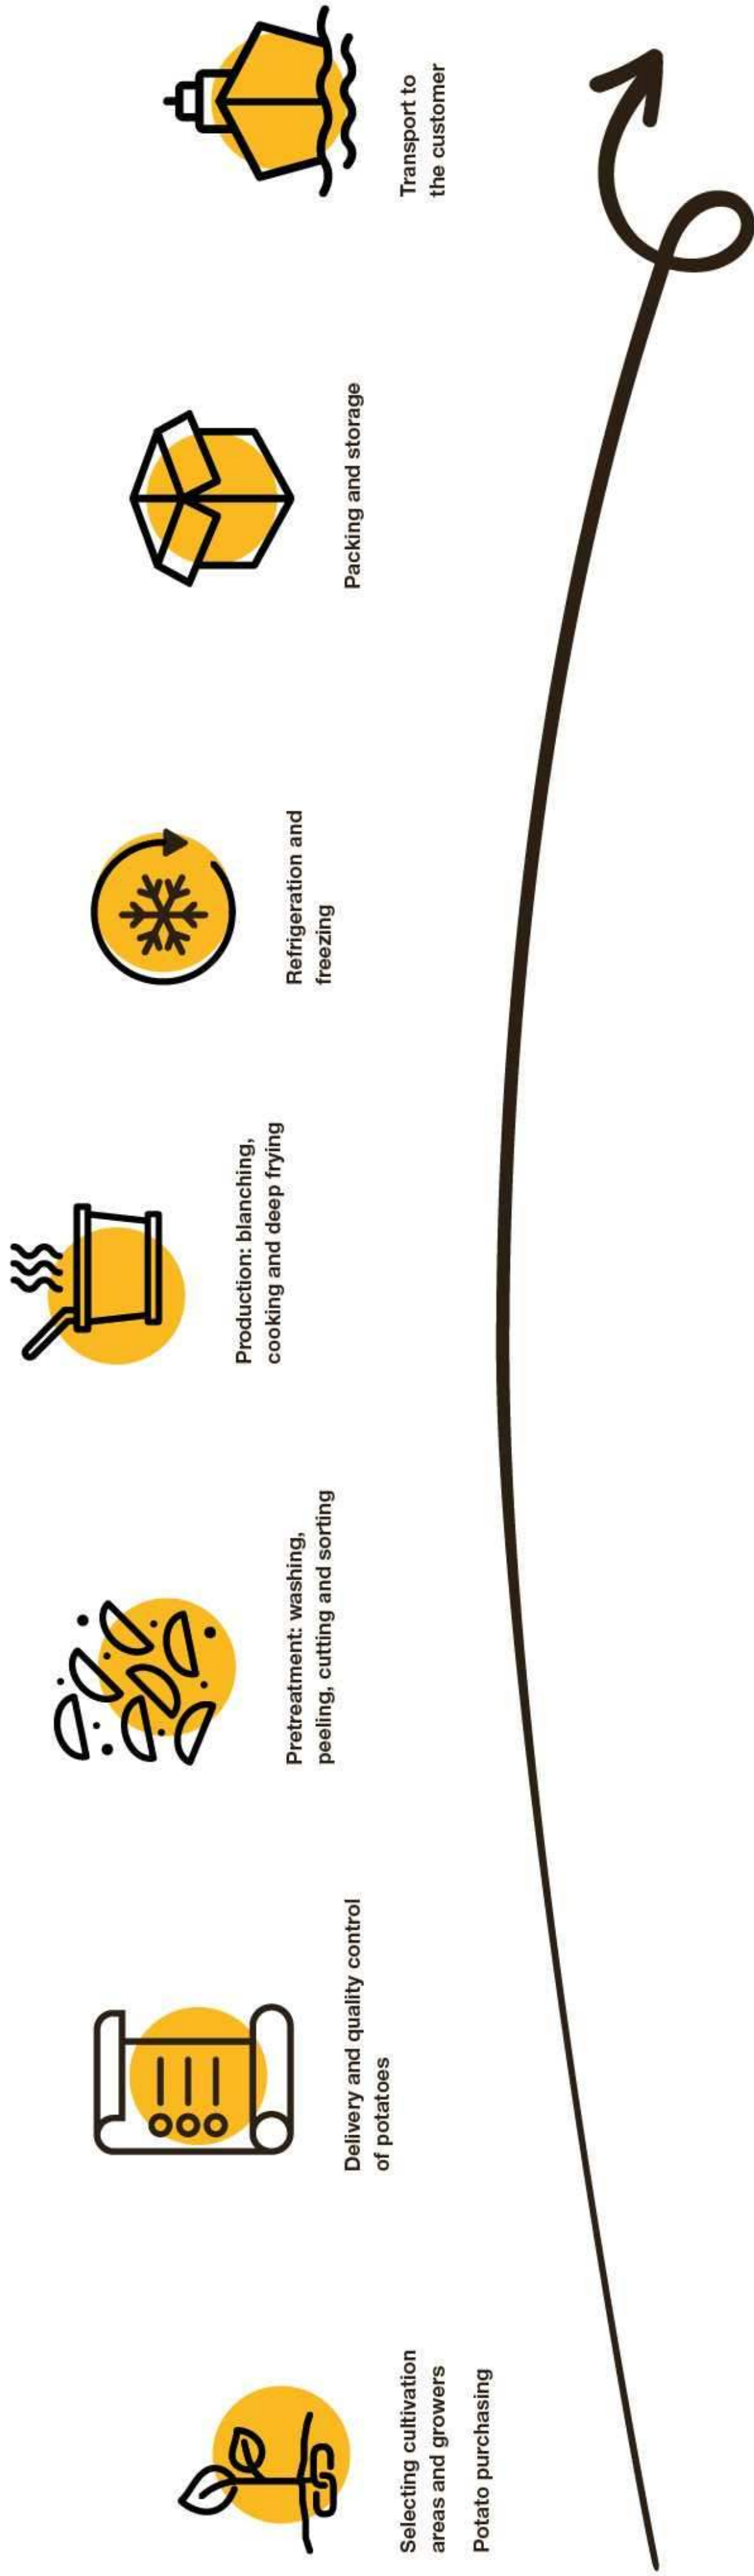 Selecting cultivation
areas and growers
Potato purchasing
Delivery and quality control
of potatoes
Pretreatment: washing,
peeling, cutting and sorting
Production: blanching,
cooking and deep frying
Refrigeration and
freezing
Packing and storage
Transport to
the customer